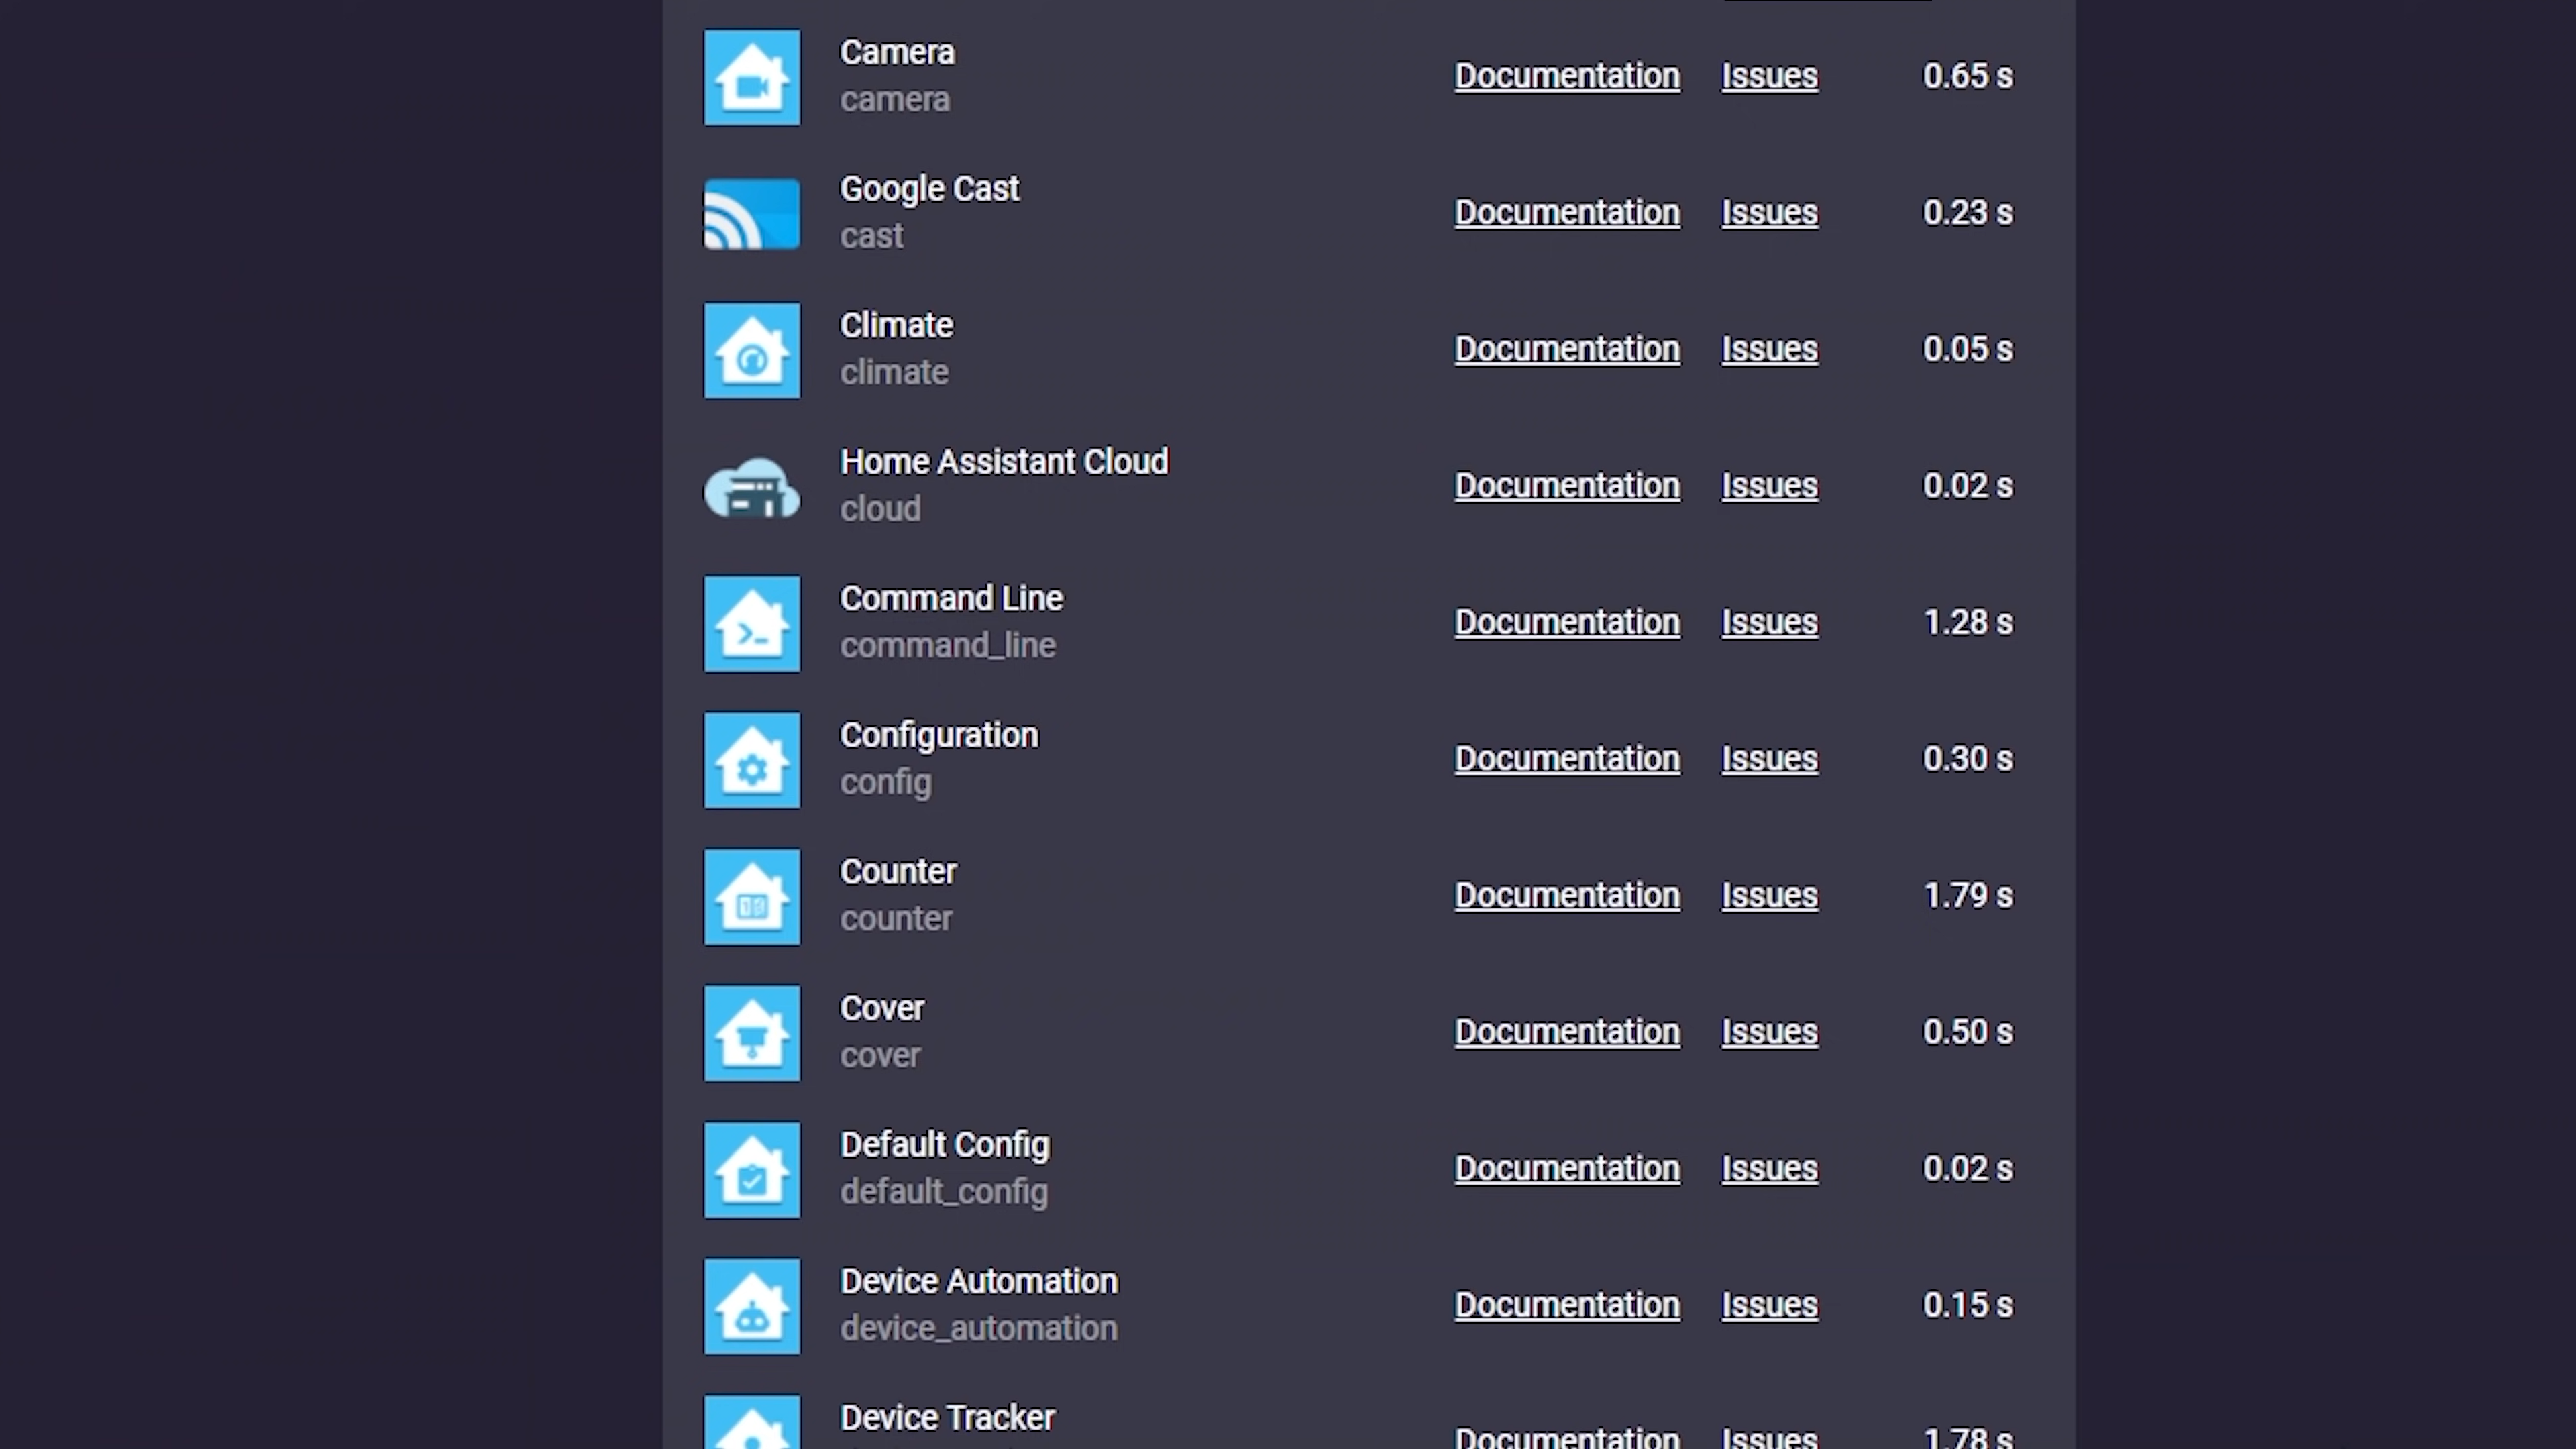 Camera
camera
Documentation Issues 0.65 s
Google Cast
cast
Documentation Issues 0.23 s
Climate
climate
Documentation Issues 0.05 s
Home Assistant Cloud
cloud
Documentation Issues 0.02 s
Command Line
command_line
Documentation Issues 1.28 s
Configuration
config
Documentation Issues 0.30 s
Counter
counter
Documentation Issues 1.79 s
Cover
cover
Documentation Issues 0.50 s
Default Config
default_config
Documentation Issues 0.02 s
Device Automation
device_automation
Documentation Issues 0.15 s
Device Tracker
Documentation Issues 1.78 s